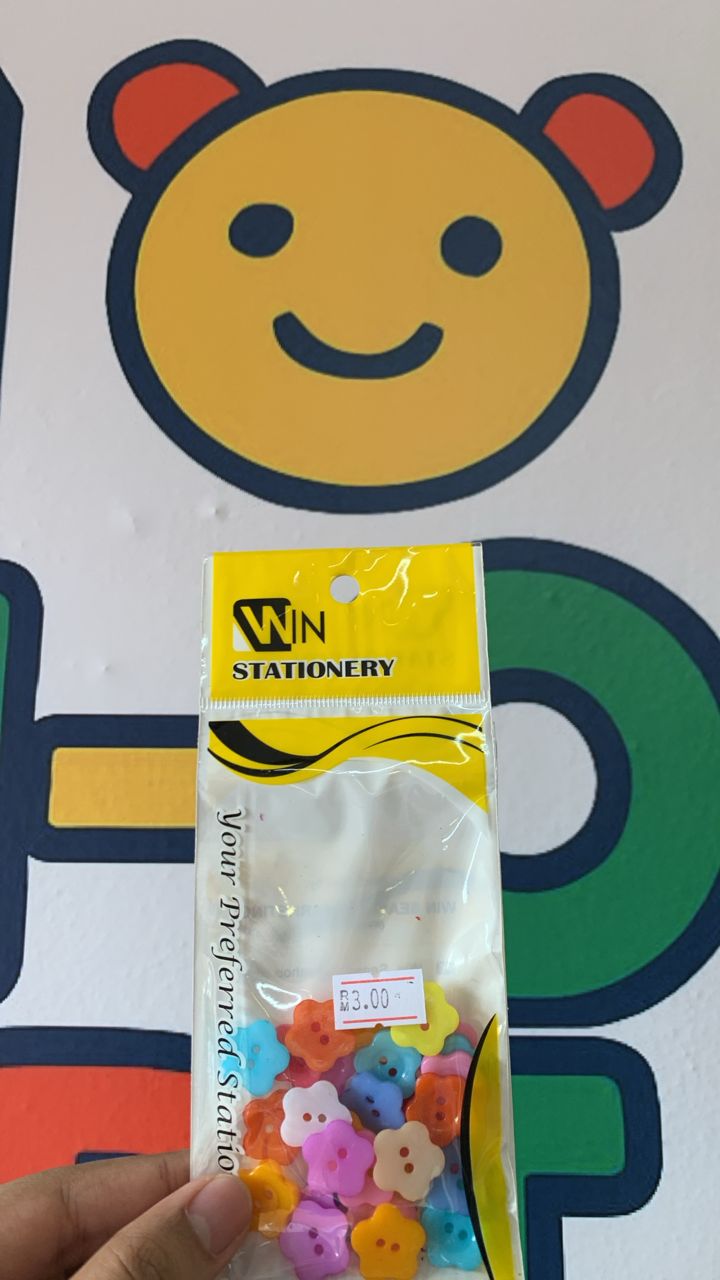 WIN
STATIONERY
Your Preferred Statio
RM3.00